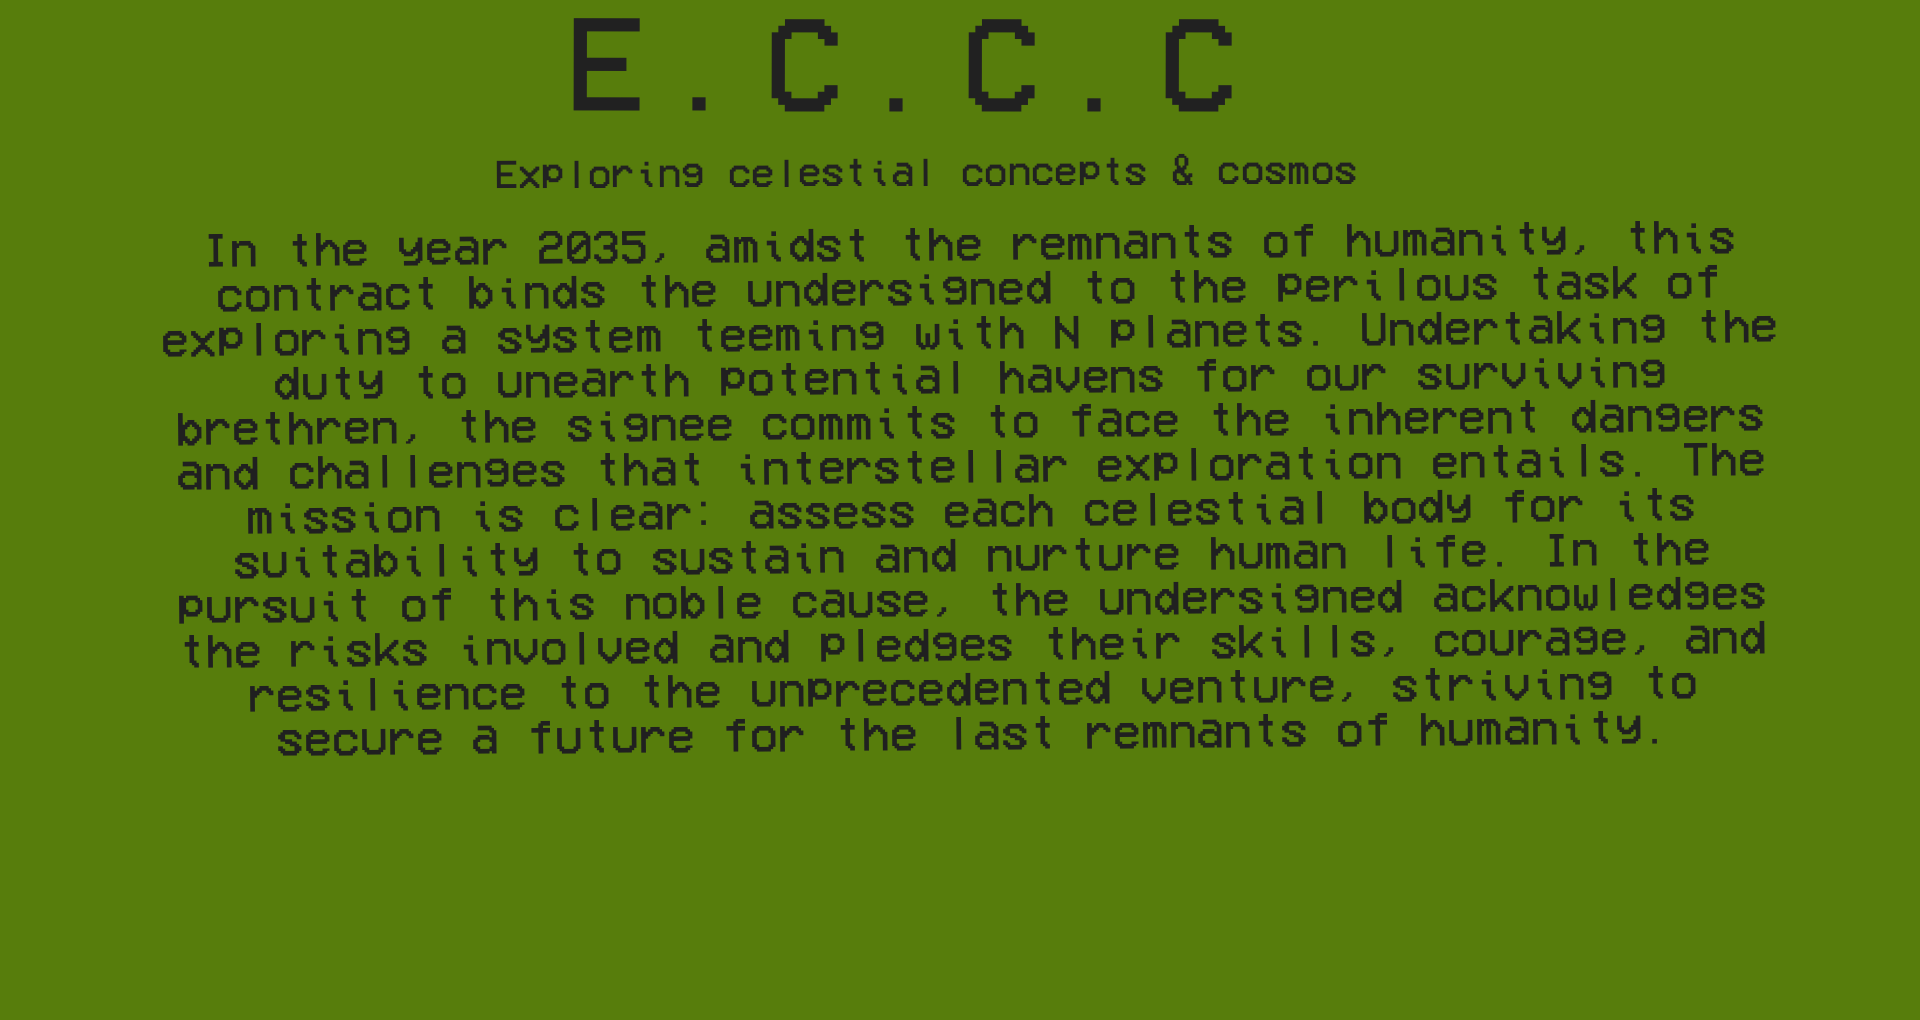 E.C.C.C
Exploring celestial concepts & cosmos
In the year 2035, amidst the remnants of humanity, this
contract binds the undersigned to the perilous task of
exploring a system teeming with N planets. Undertaking the
duty to unearth potential havens for our surviving
brethren, the signee commits to face the inherent dangers
and challenges that interstellar exploration entails. The
mission is clear: assess each celestial body for its
suitability to sustain and nurture human life. In the
pursuit of this noble cause, the undersigned acknowledges
the risks involved and pledges their skills, courage, and
resilience to the unprecedented venture, striving to
secure a future for the last remnants of humanity.